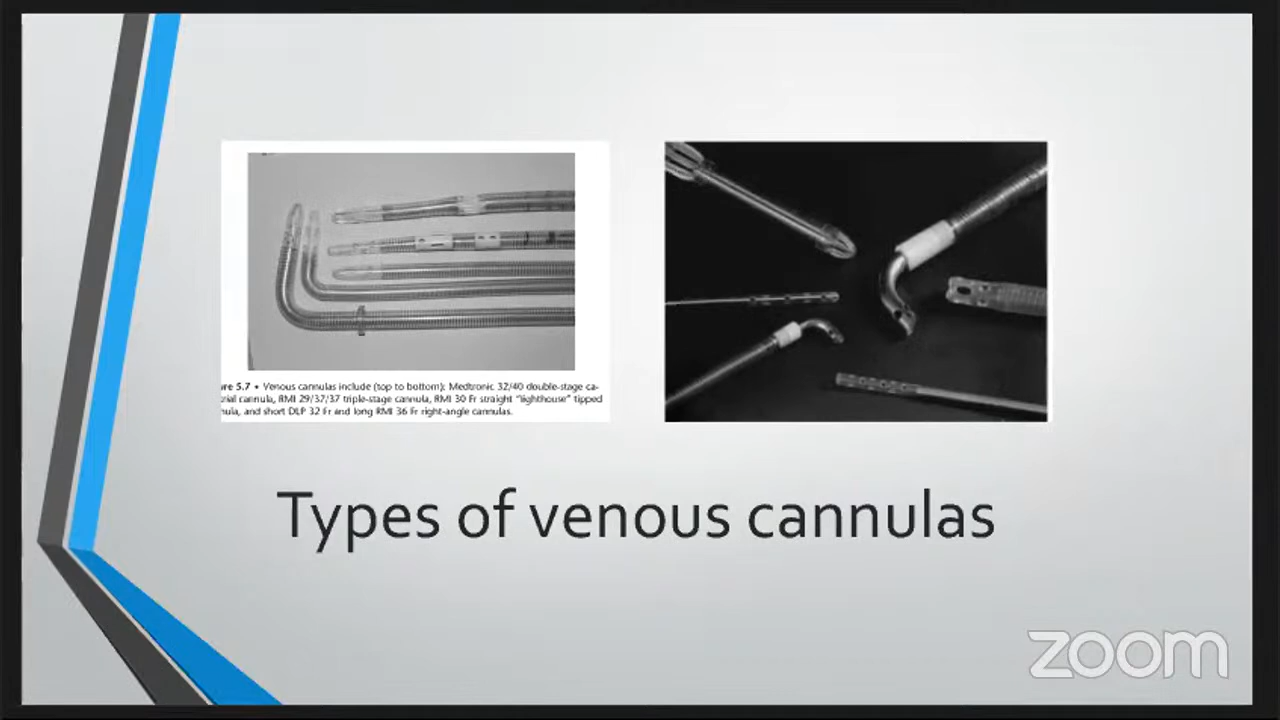 ure 5.7 • Venous cannulas include (top to bottom): Medtronic 32/40 double-stage ca-
trial cannula, RMI 29/37/37 triple-stage cannula, RMI 30 Fr straight "lighthouse" tipped
nula, and short DLP 32 Fr and long RMI 36 Fr right-angle cannulas.
Types of venous cannulas
zoom